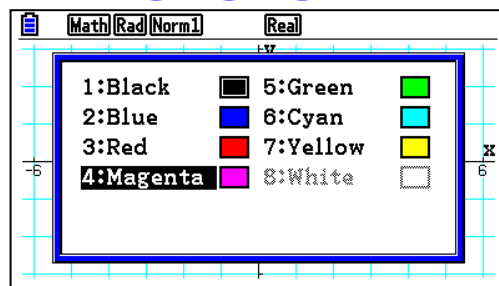 Math Rad Norm1 Real
Y
1:Black 5:Green
2:Blue 6:Cyan
3:Red 7:Yellow
x
-6 6
4:Magenta 8:White